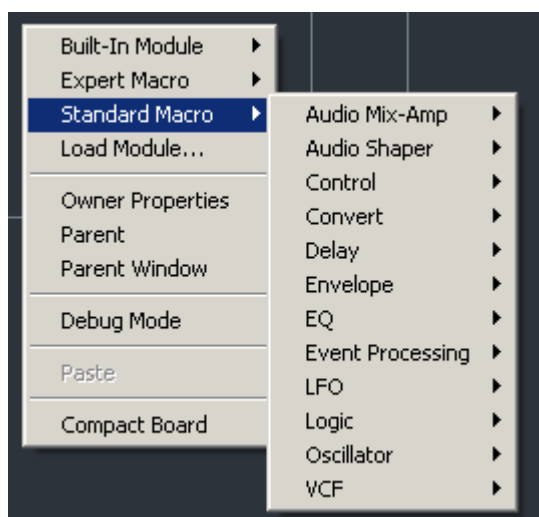 Built-In Module
Expert Macro
Standard Macro
Load Module...
Owner Properties
Parent
Parent Window
Debug Mode
Paste
Compact Board
Audio Mix-Amp
Audio Shaper
Control
Convert
Delay
Envelope
EQ
Event Processing
LFO
Logic
Oscillator
VCF